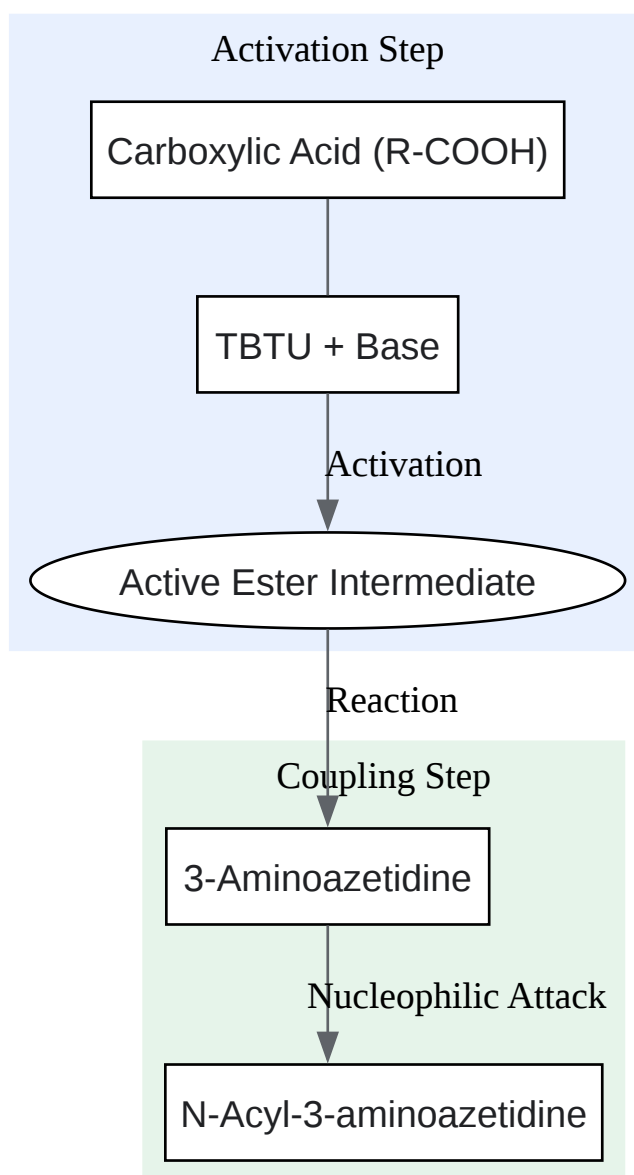 Activation Step
Carboxylic Acid (R-COOH)
TBTU + Base
Activation
Active Ester Intermediate
Reaction
Coupling Step
3-Aminoazetidine
Nucleophilic Attack
N-Acyl-3-aminoazetidine